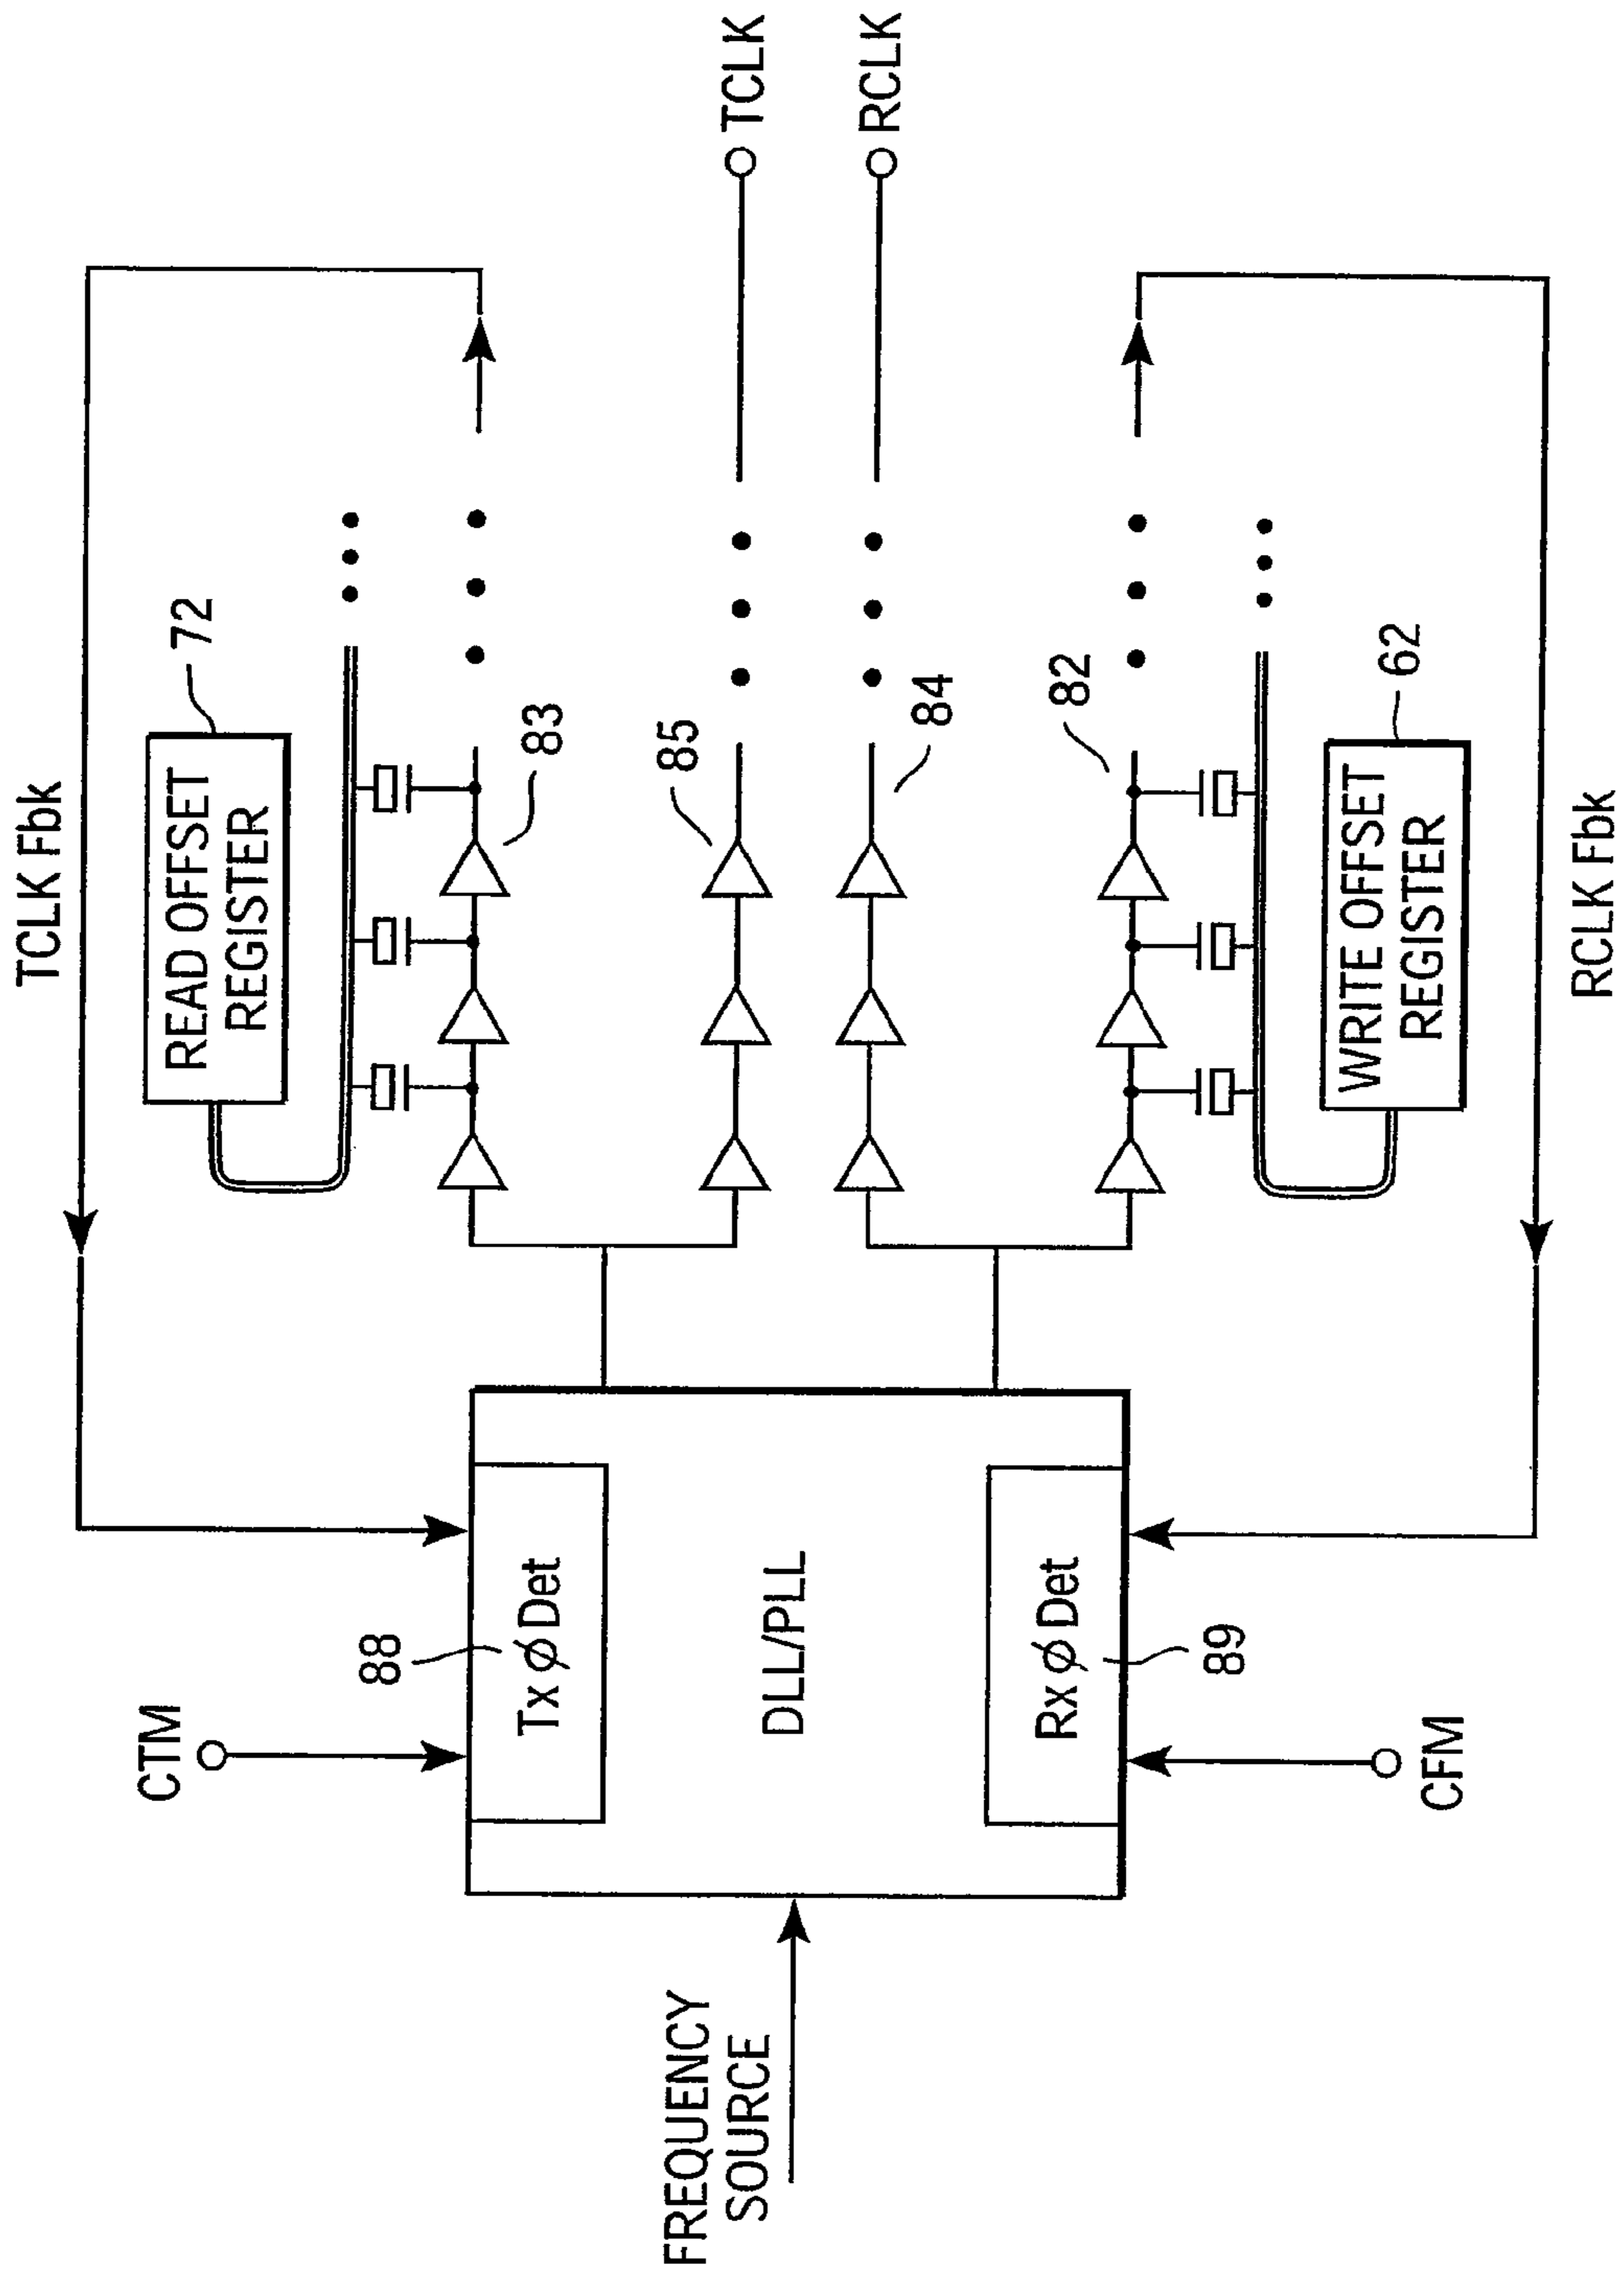 TCLK Fbk
READ OFFSET
REGISTER
72
83
85
TCLK
RCLK
84
82
62
WRITE OFFSET
REGISTER
RCLK Fbk
CTM
88
Tx ϕ Det
DLL/PLL
Rx ϕ Det
89
CFM
FREQUENCY
SOURCE